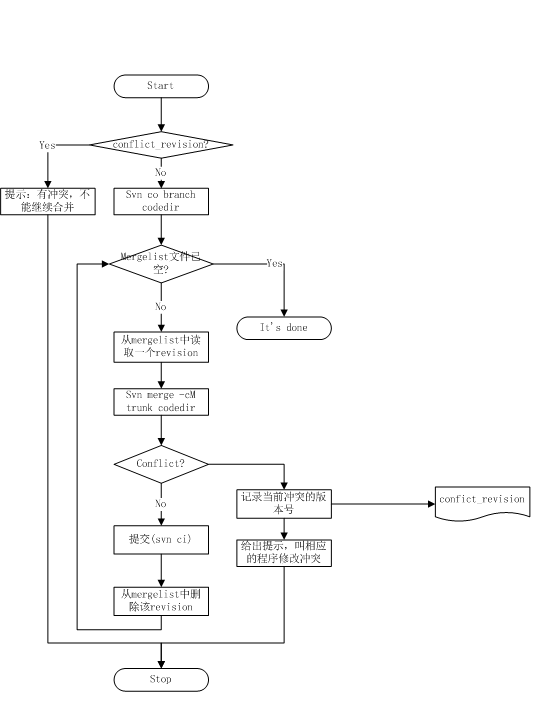 Start
conflict_revision?
Yes
No
提示：有冲突，不
能继续合并
Svn co branch
codedir
Mergelist文件已
空?
Yes
No
It's done
从mergelist中读
取一个revision
Svn merge -cM
trunk codedir
Conflict?
No
记录当前冲突的版
本号
confict_revision
提交(svn ci)
给出提示，叫相应
的程序修改冲突
从mergelist中删
除该revision
Stop